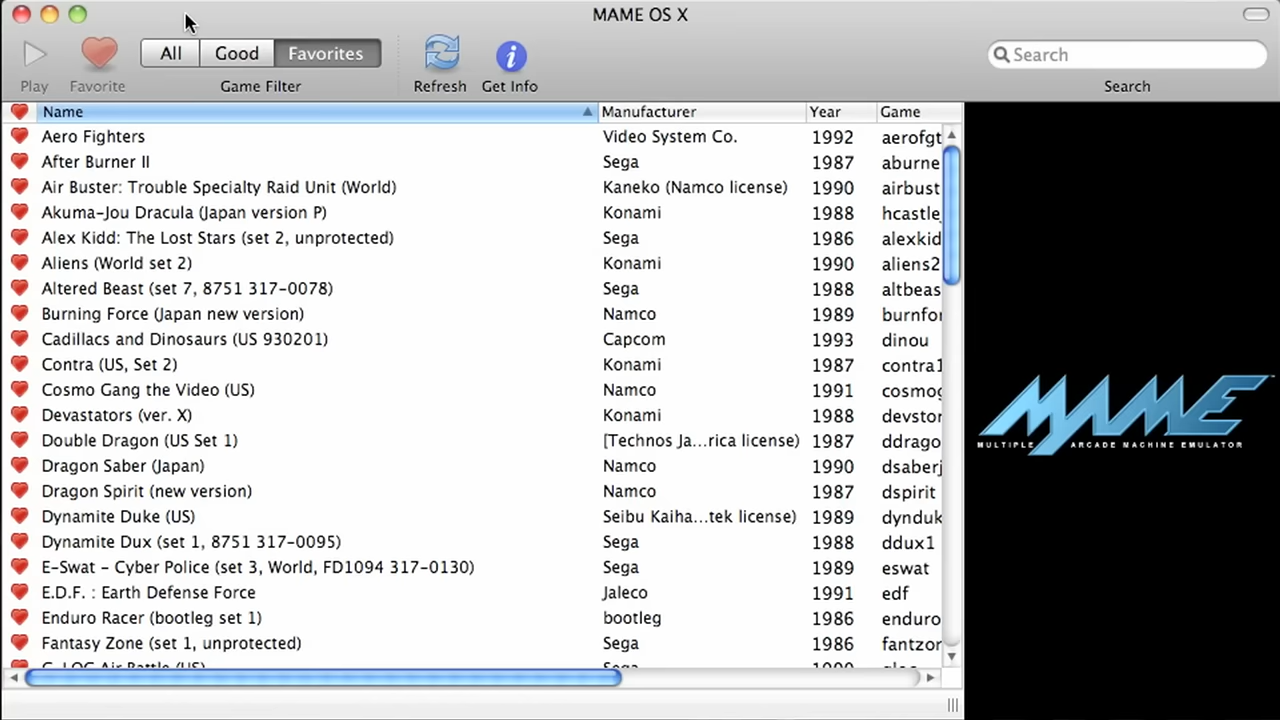 MAME OS X
Play Favorite All Good Favorites Game Filter Refresh Get Info Search Search
Name Manufacturer Year Game
Aero Fighters Video System Co. 1992 aerofgt
After Burner II Sega 1987 aburne
Air Buster: Trouble Specialty Raid Unit (World) Kaneko (Namco license) 1990 airbust
Akuma-Jou Dracula (Japan version P) Konami 1988 hcastle
Alex Kidd: The Lost Stars (set 2, unprotected) Sega 1986 alexkid
Aliens (World set 2) Konami 1990 aliens2
Altered Beast (set 7, 8751 317-0078) Sega 1988 altbeas
Burning Force (Japan new version) Namco 1989 burnfor
Cadillacs and Dinosaurs (US 930201) Capcom 1993 dinou
Contra (US, Set 2) Konami 1987 contra1
Cosmo Gang the Video (US) Namco 1991 cosmog
Devastators (ver. X) Konami 1988 devstor
Double Dragon (US Set 1) [Technos Ja...rica license) 1987 ddrago
Dragon Saber (Japan) Namco 1990 dsaberj
Dragon Spirit (new version) Namco 1987 dspirit
Dynamite Duke (US) Seibu Kaiha...tek license) 1989 dynduk
Dynamite Dux (set 1, 8751 317-0095) Sega 1988 ddux1
E-Swat - Cyber Police (set 3, World, FD1094 317-0130) Sega 1989 eswat
E.D.F. : Earth Defense Force Jaleco 1991 edf
Enduro Racer (bootleg set 1) bootleg 1986 enduro
Fantasy Zone (set 1, unprotected) Sega 1986 fantzor
G-LOC Air Battle (US) Sega 1990
MAME
MULTIPLE ARCADE MACHINE EMULATOR